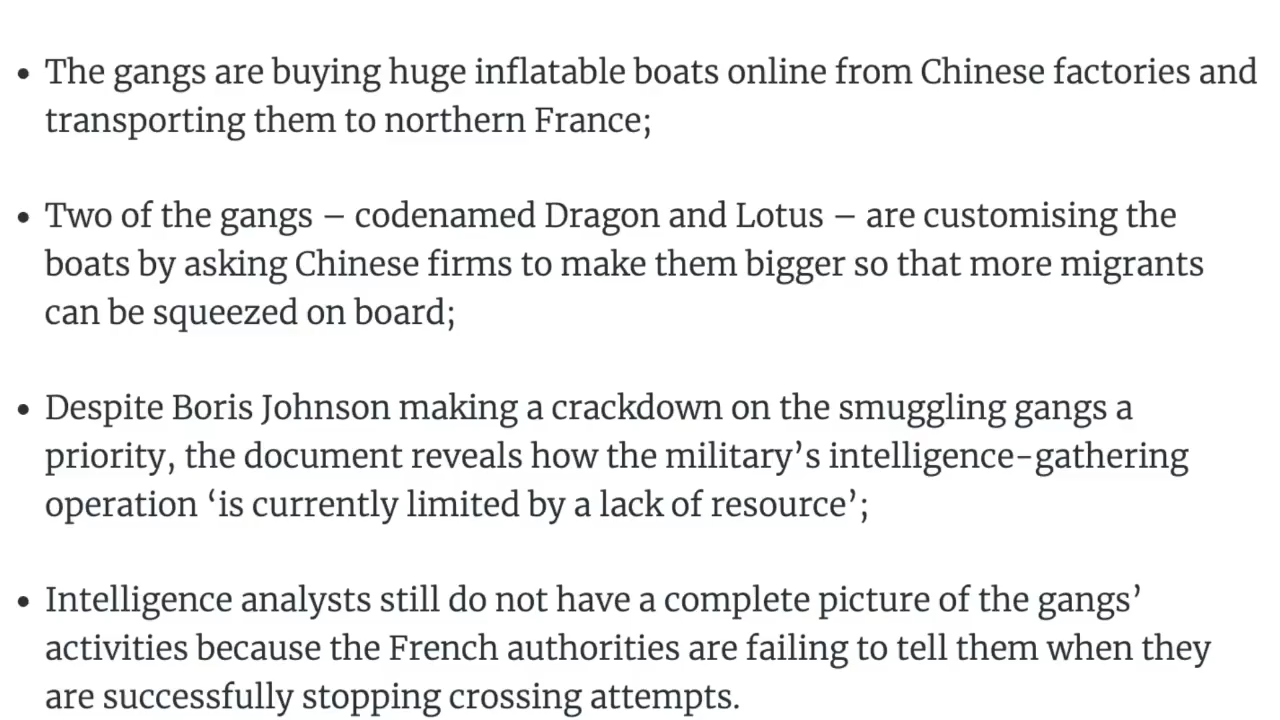 • The gangs are buying huge inflatable boats online from Chinese factories and
transporting them to northern France;
• Two of the gangs – codenamed Dragon and Lotus – are customising the
boats by asking Chinese firms to make them bigger so that more migrants
can be squeezed on board;
• Despite Boris Johnson making a crackdown on the smuggling gangs a
priority, the document reveals how the military’s intelligence-gathering
operation ‘is currently limited by a lack of resource’;
• Intelligence analysts still do not have a complete picture of the gangs’
activities because the French authorities are failing to tell them when they
are successfully stopping crossing attempts.